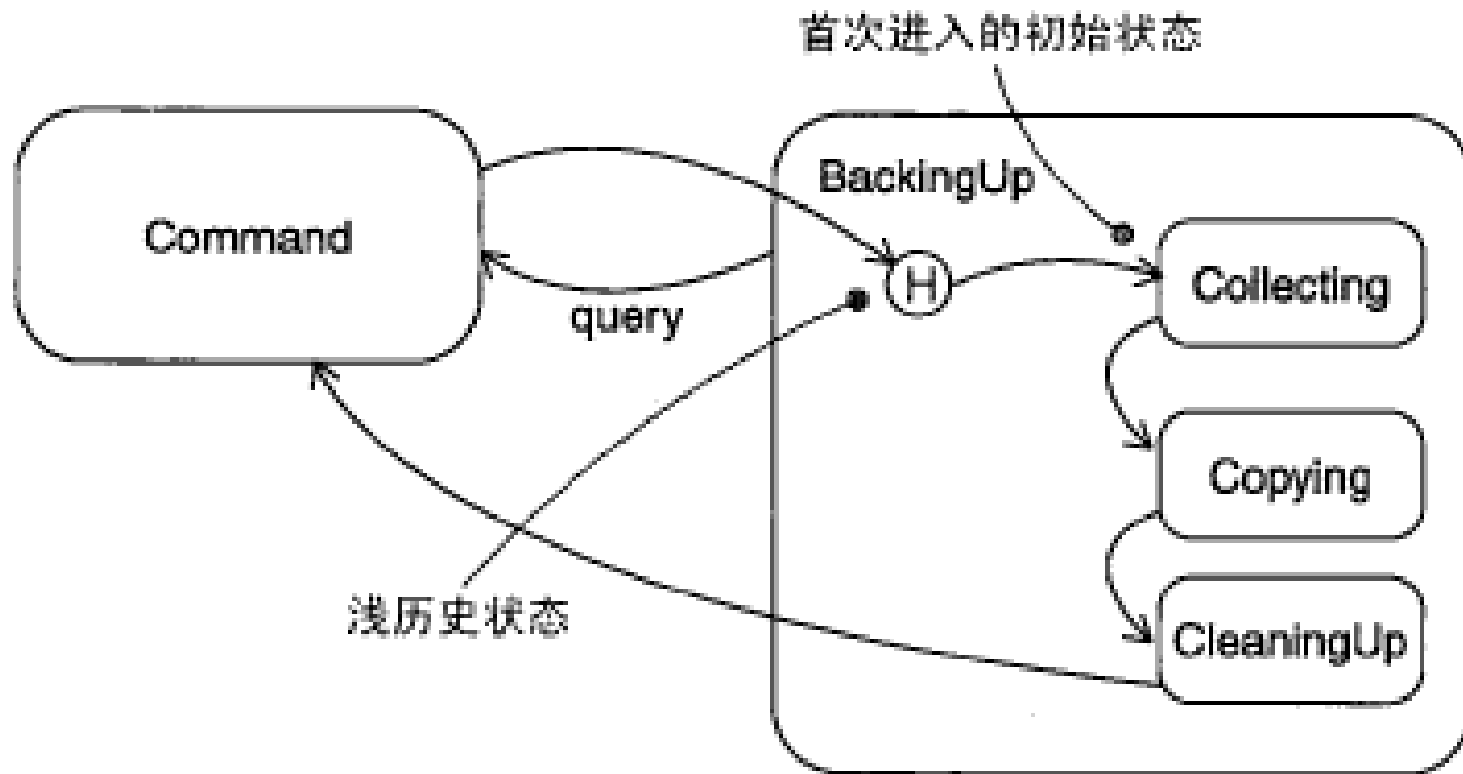 首次进入的初始状态
BackingUp
Command
H
Collecting
query
Copying
浅历史状态
CleaningUp